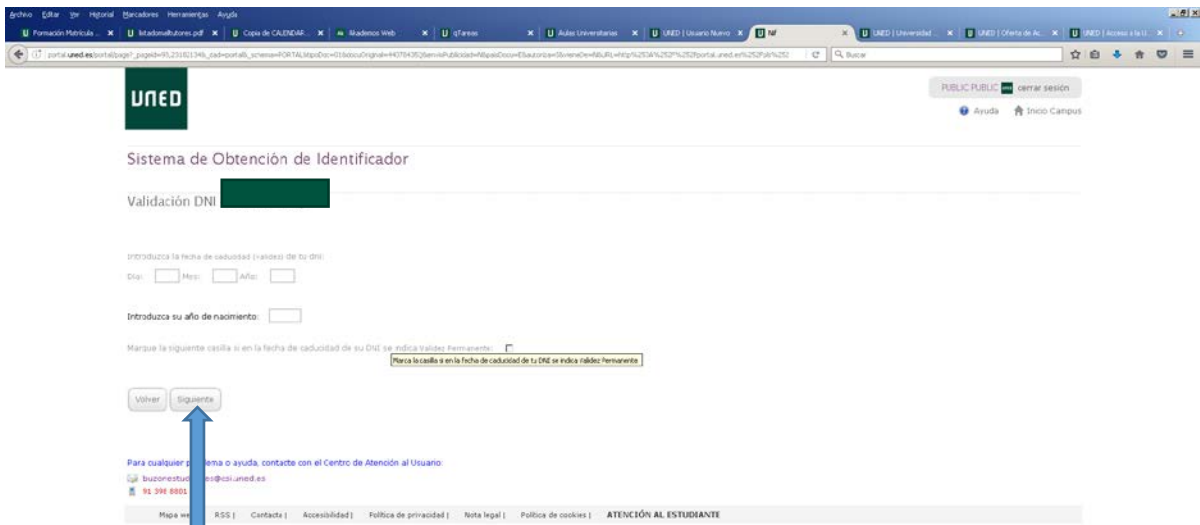 Archivo Editar Ver Historial Marcadores Herramientas Ayuda
Formación Matrícula ... listadomailtutores.pdf Copia de CALENDAR... Akademos Web qFareas Aulas Universitarias UNED | Usuario Nuevo NIF UNED | Universidad ... UNED | Oferta de Ac... UNED | Acceso a la U...
Buscar
UNED
PUBLIC PUBLIC cerrar sesión
Ayuda Inicio Campus
Sistema de Obtención de Identificador
Validación DNI
Introduzca la fecha de caducidad (validez) de tu dni:
Día: Mes: Año:
Introduzca su año de nacimiento:
Marque la siguiente casilla si en la fecha de caducidad de su DNI se indica Validez Permanente:
Marca la casilla si en la fecha de caducidad de tu DNI se indica Validez Permanente
Volver Siguiente
Para cualquier o ayuda, contacte con el Centro de Atención al Usuario:
91 398 8801
RSS | Contacta | Accesibilidad | Política de privacidad | Nota legal | Política de cookies | ATENCIÓN AL ESTUDIANTE